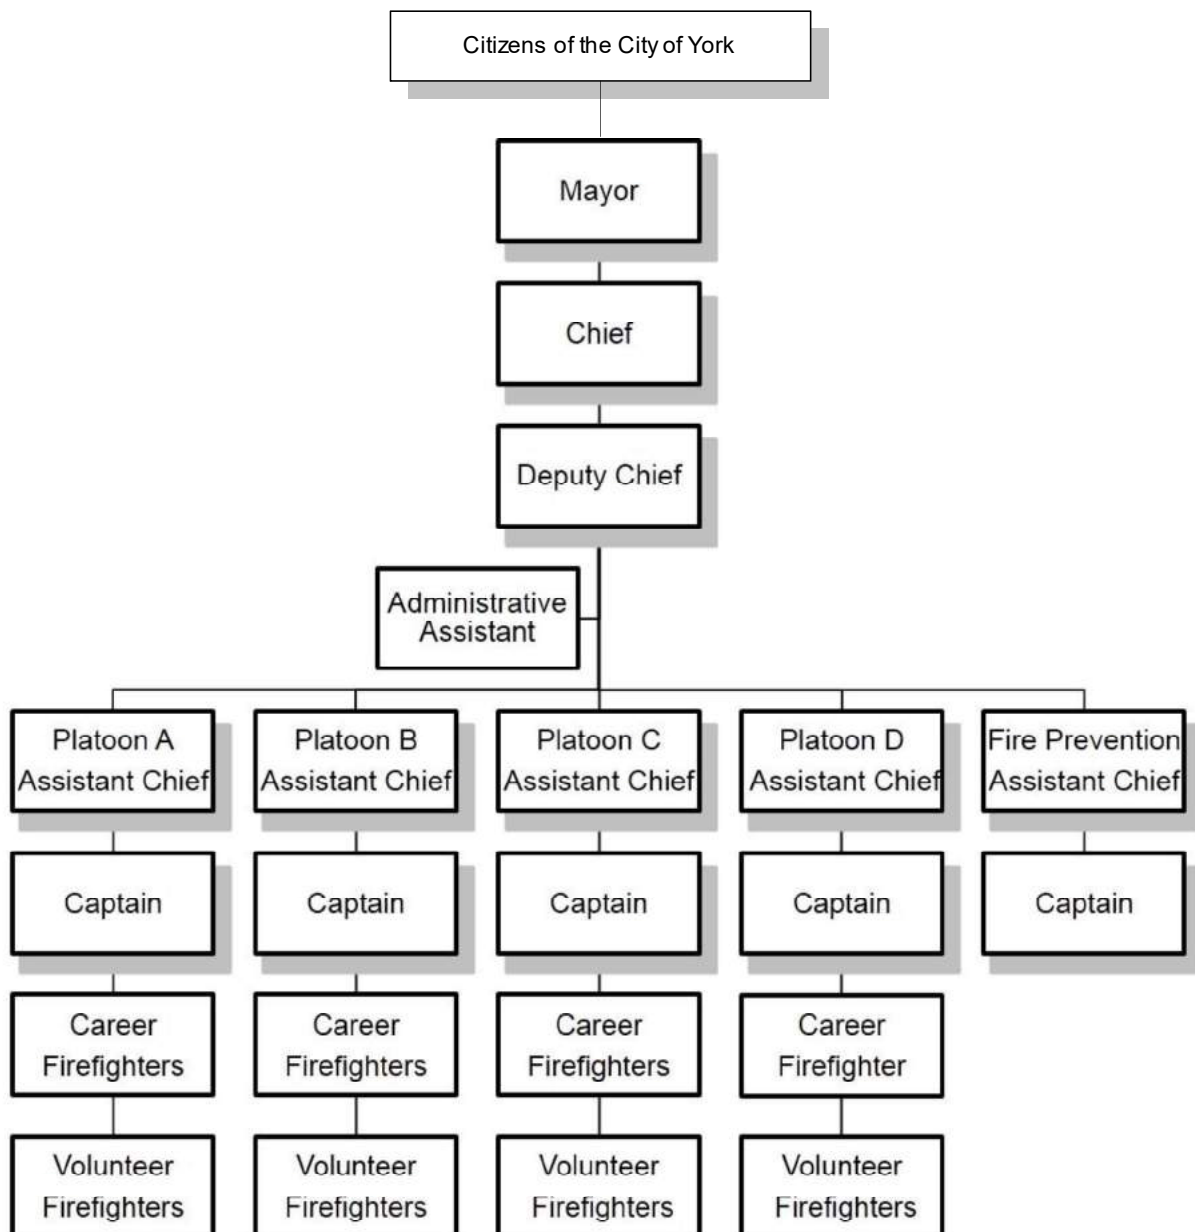 Citizens of the City of York
Mayor
Chief
Deputy Chief
Administrative
Assistant
Platoon A
Assistant Chief
Platoon B
Assistant Chief
Platoon C
Assistant Chief
Platoon D
Assistant Chief
Fire Prevention
Assistant Chief
Captain
Captain
Captain
Captain
Captain
Career
Firefighters
Career
Firefighters
Career
Firefighters
Career
Firefighter
Volunteer
Firefighters
Volunteer
Firefighters
Volunteer
Firefighters
Volunteer
Firefighters